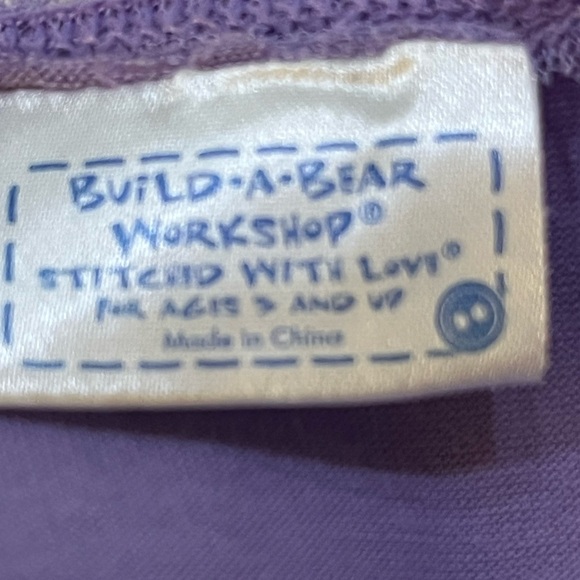 BUiLD-A-BEAR
WORKSHOP®
STITCHED WITH LOVE®
FOR AGES 3 AND UP
Made in China